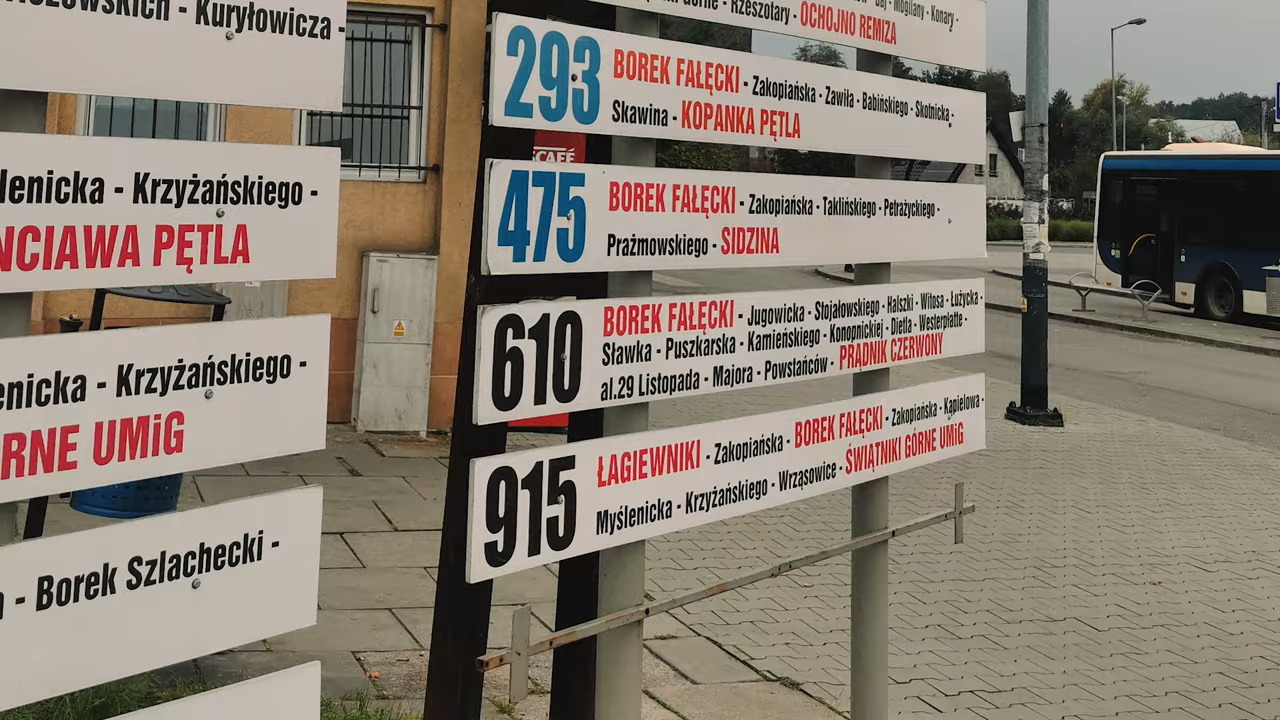 - Kuryłowicza -
lenicka - Krzyżańskiego -
NCIAWA PĘTLA
enicka - Krzyżańskiego -
RNE UMiG
- Borek Szlachecki -
Rzeszotary - OCHOJNO REMIZA
293 BOREK FAŁĘCKI - Zakopiańska - Zawiła - Babińskiego - Skotnicka -
Skawina - KOPANKA PĘTLA
475 BOREK FAŁĘCKI - Zakopiańska - Taklińskiego - Petrażyckiego -
Prażmowskiego - SIDZINA
610 BOREK FAŁĘCKI - Jugowicka - Stojałowskiego - Halszki - Witosa - Łużycka -
Sławka - Puszkarska - Kamieńskiego - Konopnickiej - Dietla - Westerplatte -
al.29 Listopada - Majora - Powstańców - PRĄDNIK CZERWONY
915 ŁAGIEWNIKI - Zakopiańska - BOREK FAŁĘCKI - Zakopiańska - Kąpielowa -
Myślenicka - Krzyżańskiego - Wrząsowice - ŚWIĄTNIKI GÓRNE UMiG